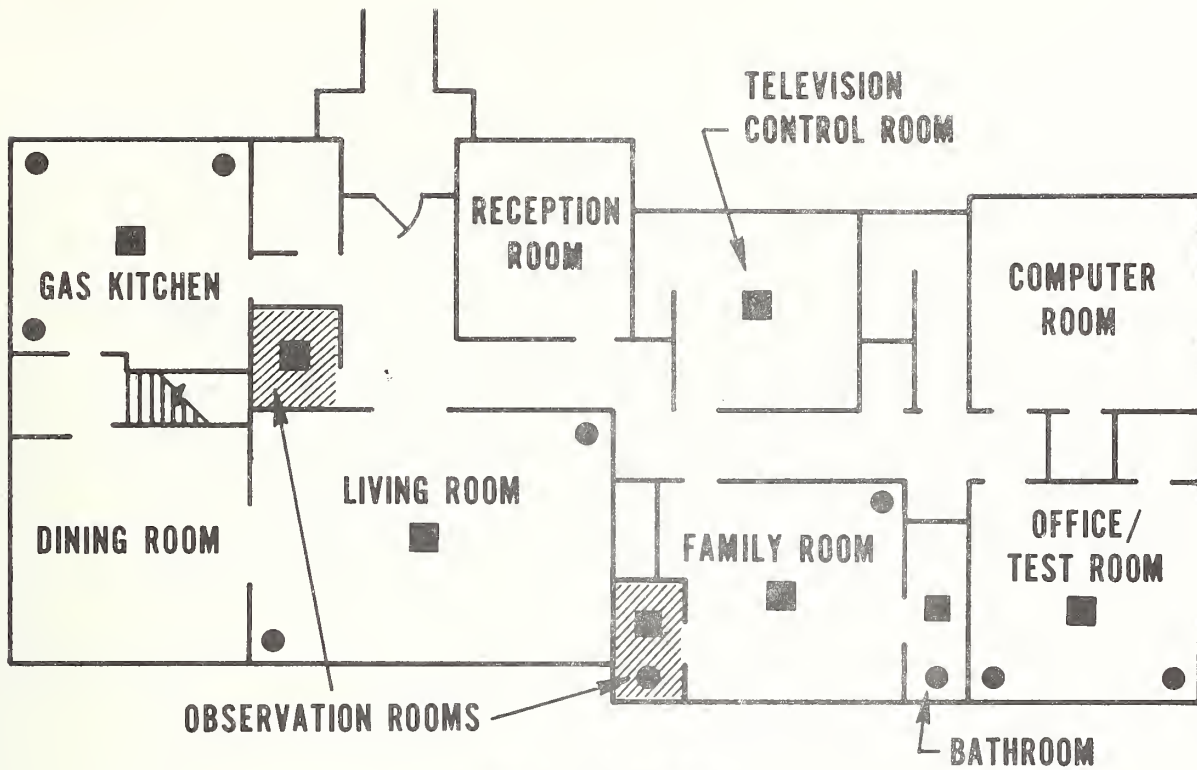 TELEVISION
CONTROL ROOM
RECEPTION
ROOM
GAS KITCHEN
COMPUTER
ROOM
LIVING ROOM
DINING ROOM
FAMILY ROOM
OFFICE/
TEST ROOM
OBSERVATION ROOMS
BATHROOM